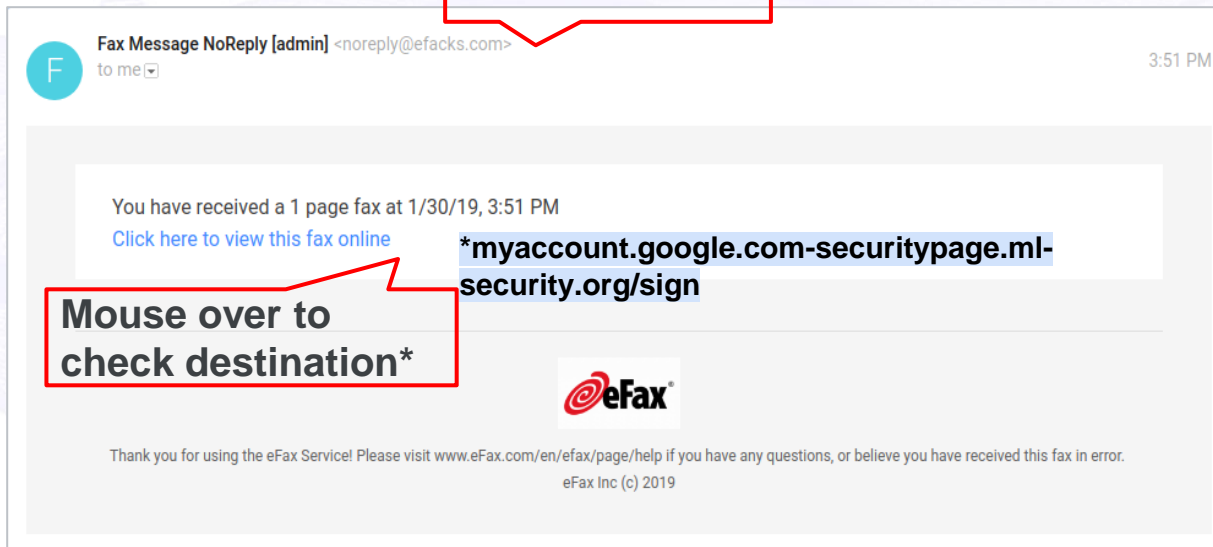 Fax Message NoReply [admin] <noreply@efacks.com>
to me
3:51 PM
F
You have received a 1 page fax at 1/30/19, 3:51 PM
Click here to view this fax online
*myaccount.google.com-securitypage.ml-
security.org/sign
Mouse over to
check destination*
eFax®
Thank you for using the eFax Service! Please visit www.eFax.com/en/efax/page/help if you have any questions, or believe you have received this fax in error.
eFax Inc (c) 2019